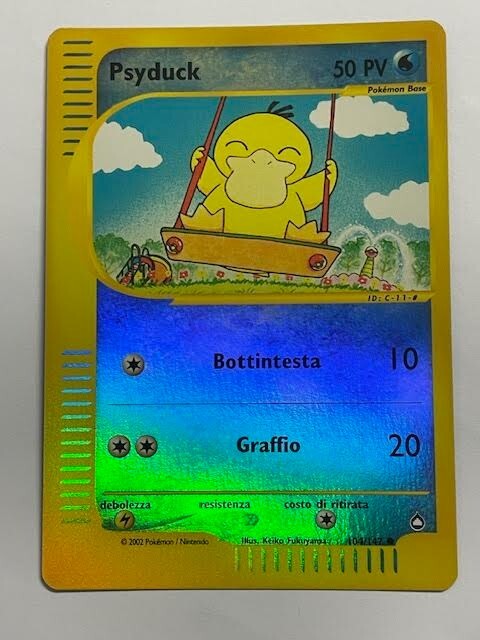 Psyduck 50 PV
Pokémon Base
ID: C-11-#
Bottintesta 10
Graffio 20
debolezza resistenza costo di ritirata
© 2002 Pokémon / Nintendo Illus. Keiko Fukuyama 104/147